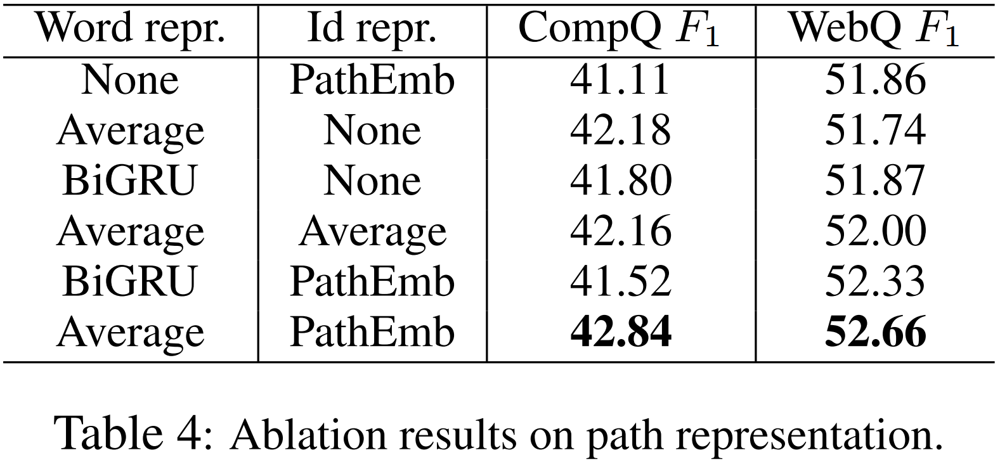 Word repr. Id repr. CompQ F1 WebQ F1
None PathEmb 41.11 51.86
Average None 42.18 51.74
BiGRU None 41.80 51.87
Average Average 42.16 52.00
BiGRU PathEmb 41.52 52.33
Average PathEmb 42.84 52.66
Table 4: Ablation results on path representation.